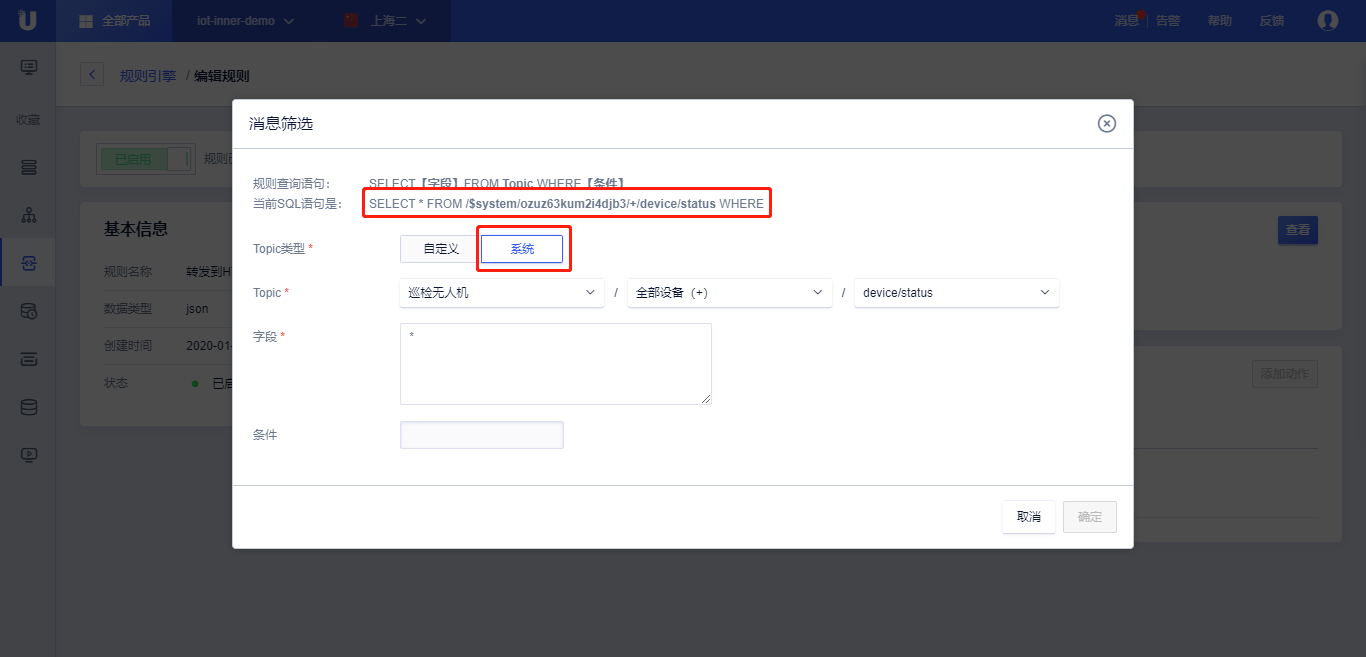 全部产品 iot-inner-demo 上海二 消息 告警 帮助 反馈
收藏
规则引擎 / 编辑规则
已启用
基本信息
规则名称 转发到H
数据类型 json
创建时间 2020-01-
状态
查看
添加动作
消息筛选
规则查询语句： SELECT【字段】FROM Topic WHERE【条件】
当前SQL语句是： SELECT * FROM /$system/ozuz63kum2i4djb3/+/device/status WHERE
Topic类型 * 自定义 系统
Topic * 巡检无人机 / 全部设备（+） / device/status
字段 * *
条件
取消 确定